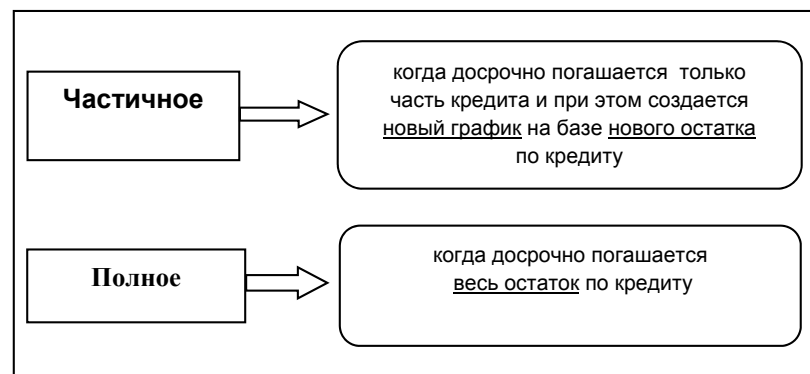 Частичное
когда досрочно погашается только
часть кредита и при этом создается
новый график на базе нового остатка
по кредиту
Полное
когда досрочно погашается
весь остаток по кредиту